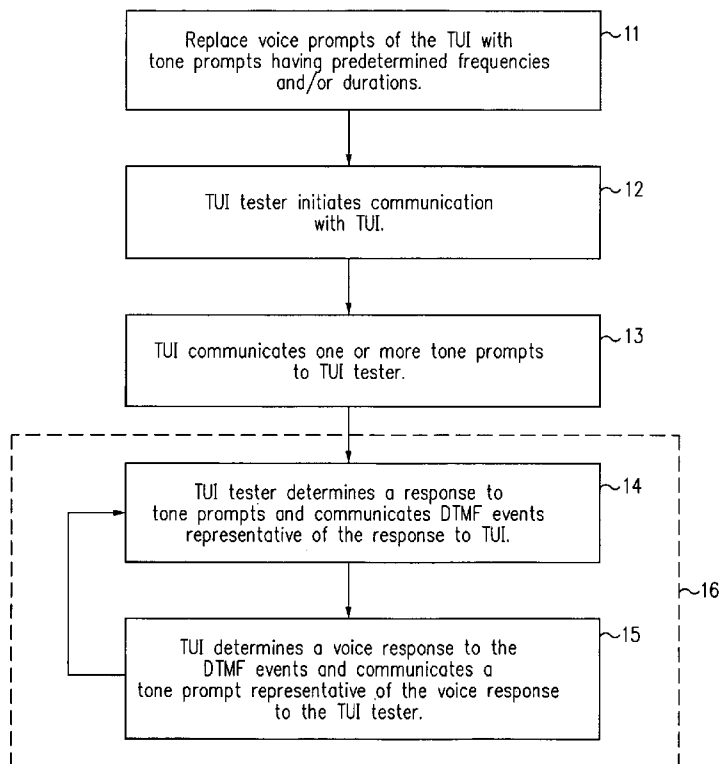 Replace voice prompts of the TUI with
tone prompts having predetermined frequencies
and/or durations.
11
TUI tester initiates communication
with TUI.
12
TUI communicates one or more tone prompts
to TUI tester.
13
TUI tester determines a response to
tone prompts and communicates DTMF events
representative of the response to TUI.
14
16
TUI determines a voice response to the
DTMF events and communicates a
tone prompt representative of the voice response
to the TUI tester.
15